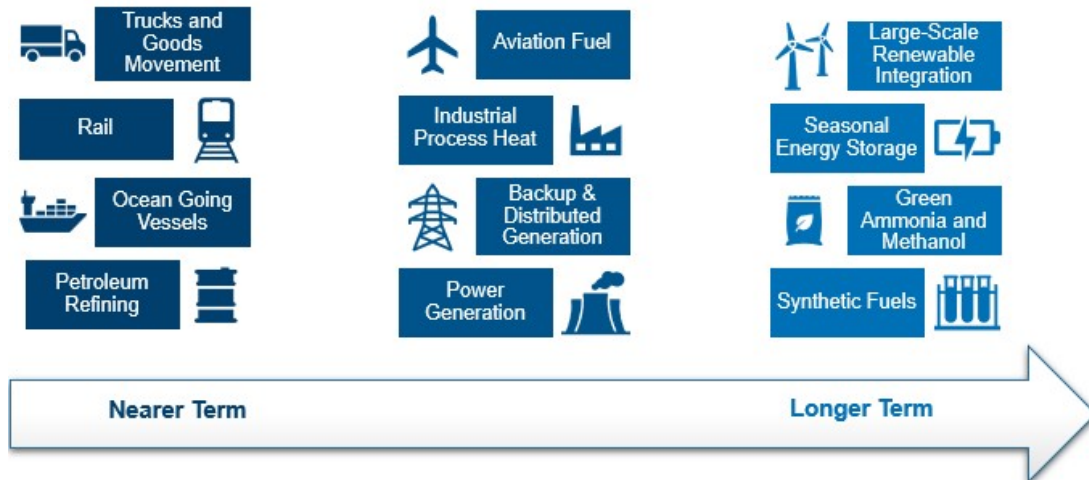 Trucks and
Goods
Movement
Rail
Ocean Going
Vessels
Petroleum
Refining
Aviation Fuel
Industrial
Process Heat
Backup &
Distributed
Generation
Power
Generation
Large-Scale
Renewable
Integration
Seasonal
Energy Storage
Green
Ammonia and
Methanol
Synthetic Fuels
Nearer Term
Longer Term